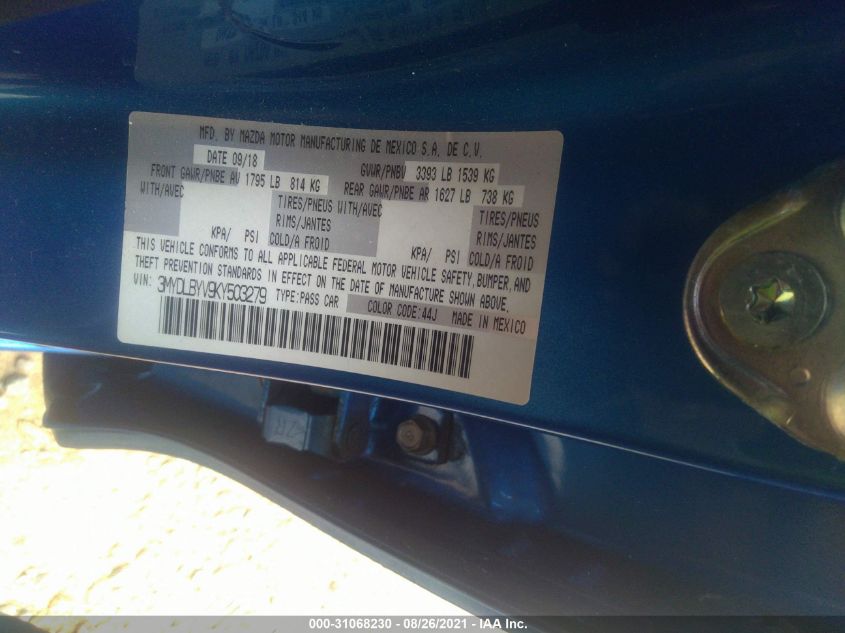 MFD. BY MAZDA MOTOR MANUFACTURING DE MEXICO S.A. DE C.V.
DATE 09/18 GVWR/PNBV 3393 LB 1539 KG
FRONT GAWR/PNBE AV 1795 LB 814 KG REAR GAWR/PNBE AR 1627 LB 738 KG
WITH/AVEC TIRES/PNEUS WITH/AVEC TIRES/PNEUS
RIMS/JANTES RIMS/JANTES
KPA/ PSI COLD/A FROID KPA/ PSI COLD/A FROID
THIS VEHICLE CONFORMS TO ALL APPLICABLE FEDERAL MOTOR VEHICLE SAFETY, BUMPER, AND
THEFT PREVENTION STANDARDS IN EFFECT ON THE DATE OF MANUFACTURE SHOWN ABOVE.
VIN: 3MYDLBYV9KY503279 TYPE:PASS CAR COLOR CODE:44J MADE IN MEXICO
000-31068230 - 08/26/2021 - IAA Inc.